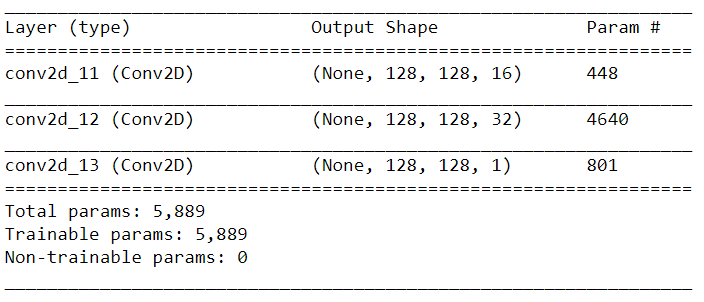 Layer (type) Output Shape Param #
conv2d_11 (Conv2D) (None, 128, 128, 16) 448
conv2d_12 (Conv2D) (None, 128, 128, 32) 4640
conv2d_13 (Conv2D) (None, 128, 128, 1) 801
Total params: 5,889
Trainable params: 5,889
Non-trainable params: 0